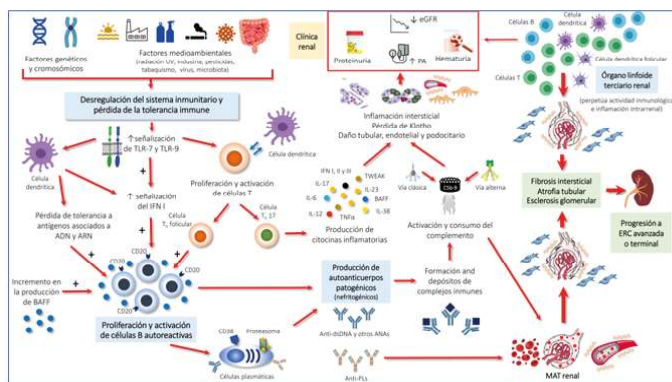 Factores genéticos
y cromosómicos
Factores medioambientales
(radiación UV, industria, pesticidas,
tabaquismo, virus, microbiota)
Clínica
renal
↓ eGFR
Proteinuria
↑ PA
Hematuria
Células B
Célula
dendrítica
Célula dendrítica folicular
Células T
Órgano linfoide
terciario renal
(perpetúa actividad inmunológica
e inflamación intrarrenal)
Desregulación del sistema inmunitario y
pérdida de la tolerancia immune
Célula
dendrítica
↑señalización
de TLR-7 y TLR-9
Célula dendrítica
Proliferación y activación
de células T
Inflamación intersticial
Pérdida de Klotho
Daño tubular, endotelial y podocitario
+
↑ señalización
del IFN I
Pérdida de tolerancia a
antígenos asociados a
ADN y ARN
Célula
TH folicular
Célula
TH 17
IFN I, II y III
TWEAK
IL-17
IL-23
IL-6
BAFF
IL-12
TNFα
IL-38
Producción de
citocinas inflamatorias
Vía clásica
C5b-9
Vía alterna
Activación y consumo del
complemento
Fibrosis intersticial
Atrofia tubular
Esclerosis glomerular
Progresión a
ERC avanzada
o terminal
+
+
+
CD20
CD20
CD20
CD20
Incremento en
la producción
de BAFF
+
Proliferación y activación
de células B autoreactivas
Producción de
autoanticuerpos
patogénicos
(nefritogénicos)
Formación and
depósitos de
complejos inmunes
CD38
Proteosoma
Células plasmáticas
Anti-dsDNA y otros ANAs
Anti-PLs
MAT renal